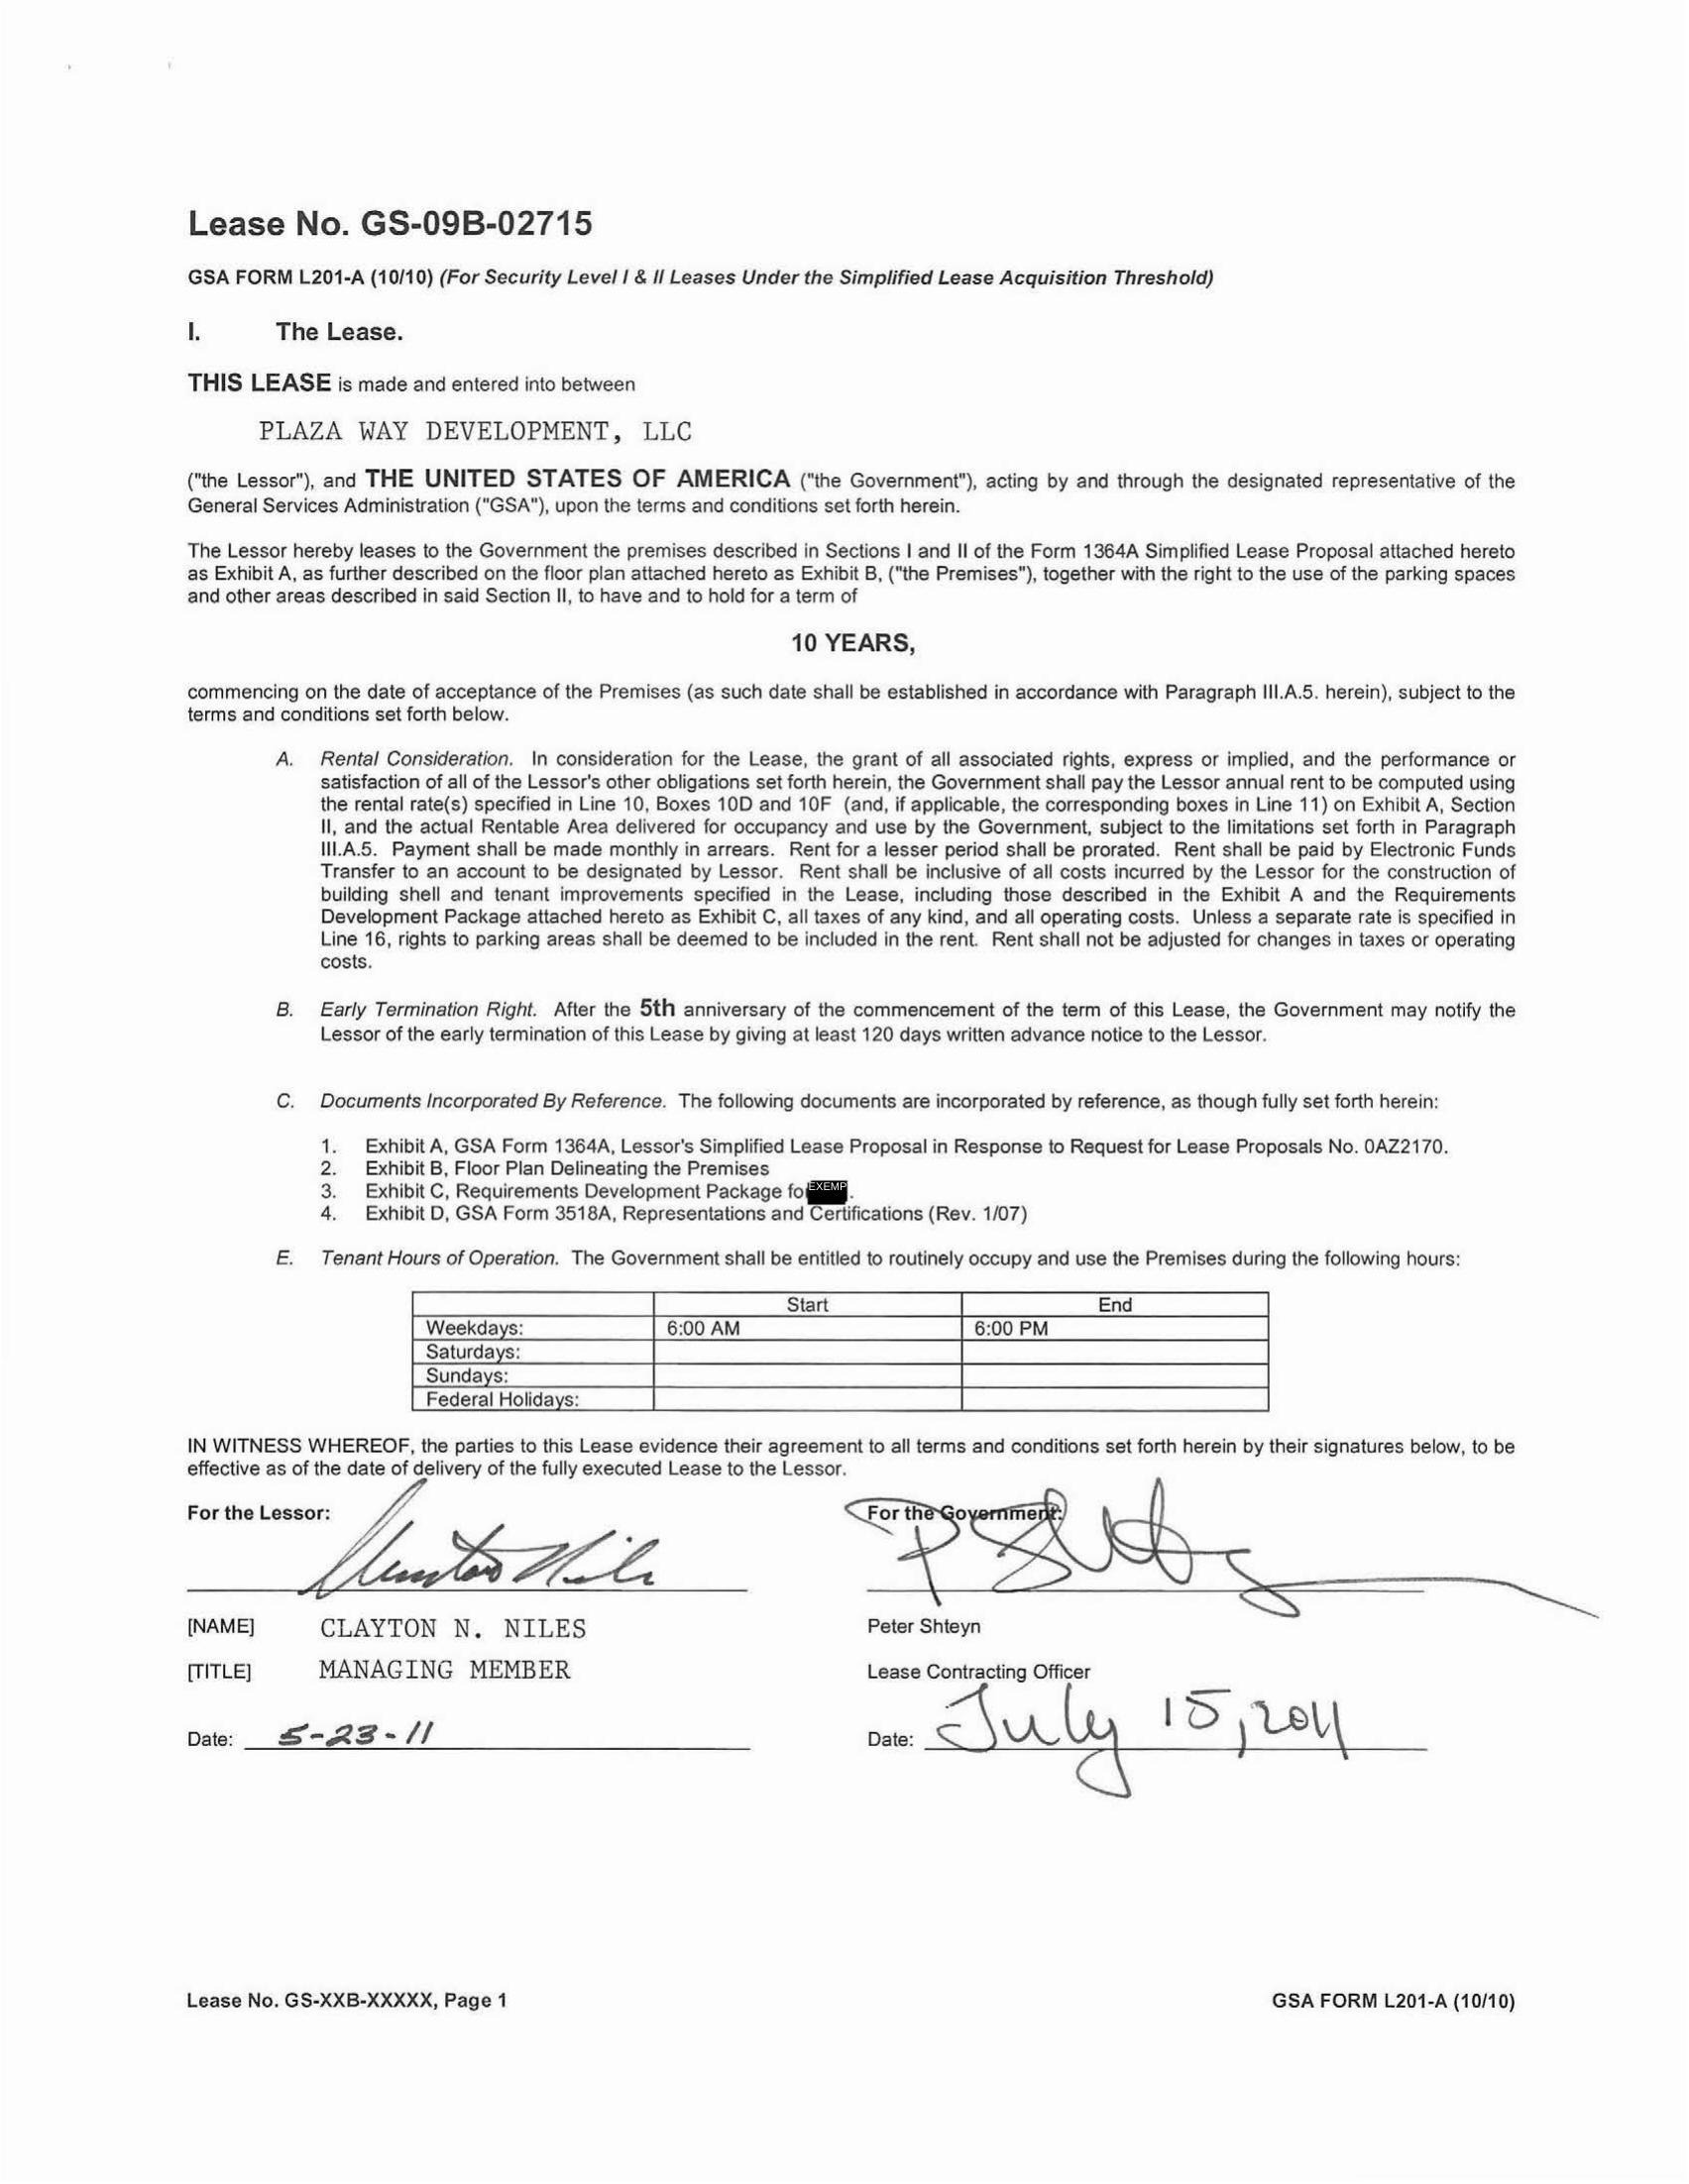 Lease No. GS-09B-02715
GSA FORM L201-A (10/10) (For Security Level I & II Leases Under the Simplified Lease Acquisition Threshold)
I. The Lease.
THIS LEASE is made and entered into between
PLAZA WAY DEVELOPMENT, LLC
("the Lessor"), and THE UNITED STATES OF AMERICA ("the Government"), acting by and through the designated representative of the
General Services Administration ("GSA"), upon the terms and conditions set forth herein.
The Lessor hereby leases to the Government the premises described in Sections I and II of the Form 1364A Simplified Lease Proposal attached hereto
as Exhibit A, as further described on the floor plan attached hereto as Exhibit B, ("the Premises"), together with the right to the use of the parking spaces
and other areas described in said Section II, to have and to hold for a term of
10 YEARS,
commencing on the date of acceptance of the Premises (as such date shall be established in accordance with Paragraph III.A.5. herein), subject to the
terms and conditions set forth below.
A. Rental Consideration. In consideration for the Lease, the grant of all associated rights, express or implied, and the performance or
satisfaction of all of the Lessor's other obligations set forth herein, the Government shall pay the Lessor annual rent to be computed using
the rental rate(s) specified in Line 10, Boxes 10D and 10F (and, if applicable, the corresponding boxes in Line 11) on Exhibit A, Section
II, and the actual Rentable Area delivered for occupancy and use by the Government, subject to the limitations set forth in Paragraph
III.A.5. Payment shall be made monthly in arrears. Rent for a lesser period shall be prorated. Rent shall be paid by Electronic Funds
Transfer to an account to be designated by Lessor. Rent shall be inclusive of all costs incurred by the Lessor for the construction of
building shell and tenant improvements specified in the Lease, including those described in the Exhibit A and the Requirements
Development Package attached hereto as Exhibit C, all taxes of any kind, and all operating costs. Unless a separate rate is specified in
Line 16, rights to parking areas shall be deemed to be included in the rent. Rent shall not be adjusted for changes in taxes or operating
costs.
B. Early Termination Right. After the 5th anniversary of the commencement of the term of this Lease, the Government may notify the
Lessor of the early termination of this Lease by giving at least 120 days written advance notice to the Lessor.
C. Documents Incorporated By Reference. The following documents are incorporated by reference, as though fully set forth herein:
1. Exhibit A, GSA Form 1364A, Lessor's Simplified Lease Proposal in Response to Request for Lease Proposals No. 0AZ2170.
2. Exhibit B, Floor Plan Delineating the Premises
3. Exhibit C, Requirements Development Package fo EXEMP.
4. Exhibit D, GSA Form 3518A, Representations and Certifications (Rev. 1/07)
E. Tenant Hours of Operation. The Government shall be entitled to routinely occupy and use the Premises during the following hours:
Start End
Weekdays: 6:00 AM 6:00 PM
Saturdays:
Sundays:
Federal Holidays:
IN WITNESS WHEREOF, the parties to this Lease evidence their agreement to all terms and conditions set forth herein by their signatures below, to be
effective as of the date of delivery of the fully executed Lease to the Lessor.
For the Lessor: For the Government:
[NAME] CLAYTON N. NILES Peter Shteyn
[TITLE] MANAGING MEMBER Lease Contracting Officer
Date: 5-23-11 Date: July 15, 2011
Lease No. GS-XXB-XXXXX, Page 1 GSA FORM L201-A (10/10)